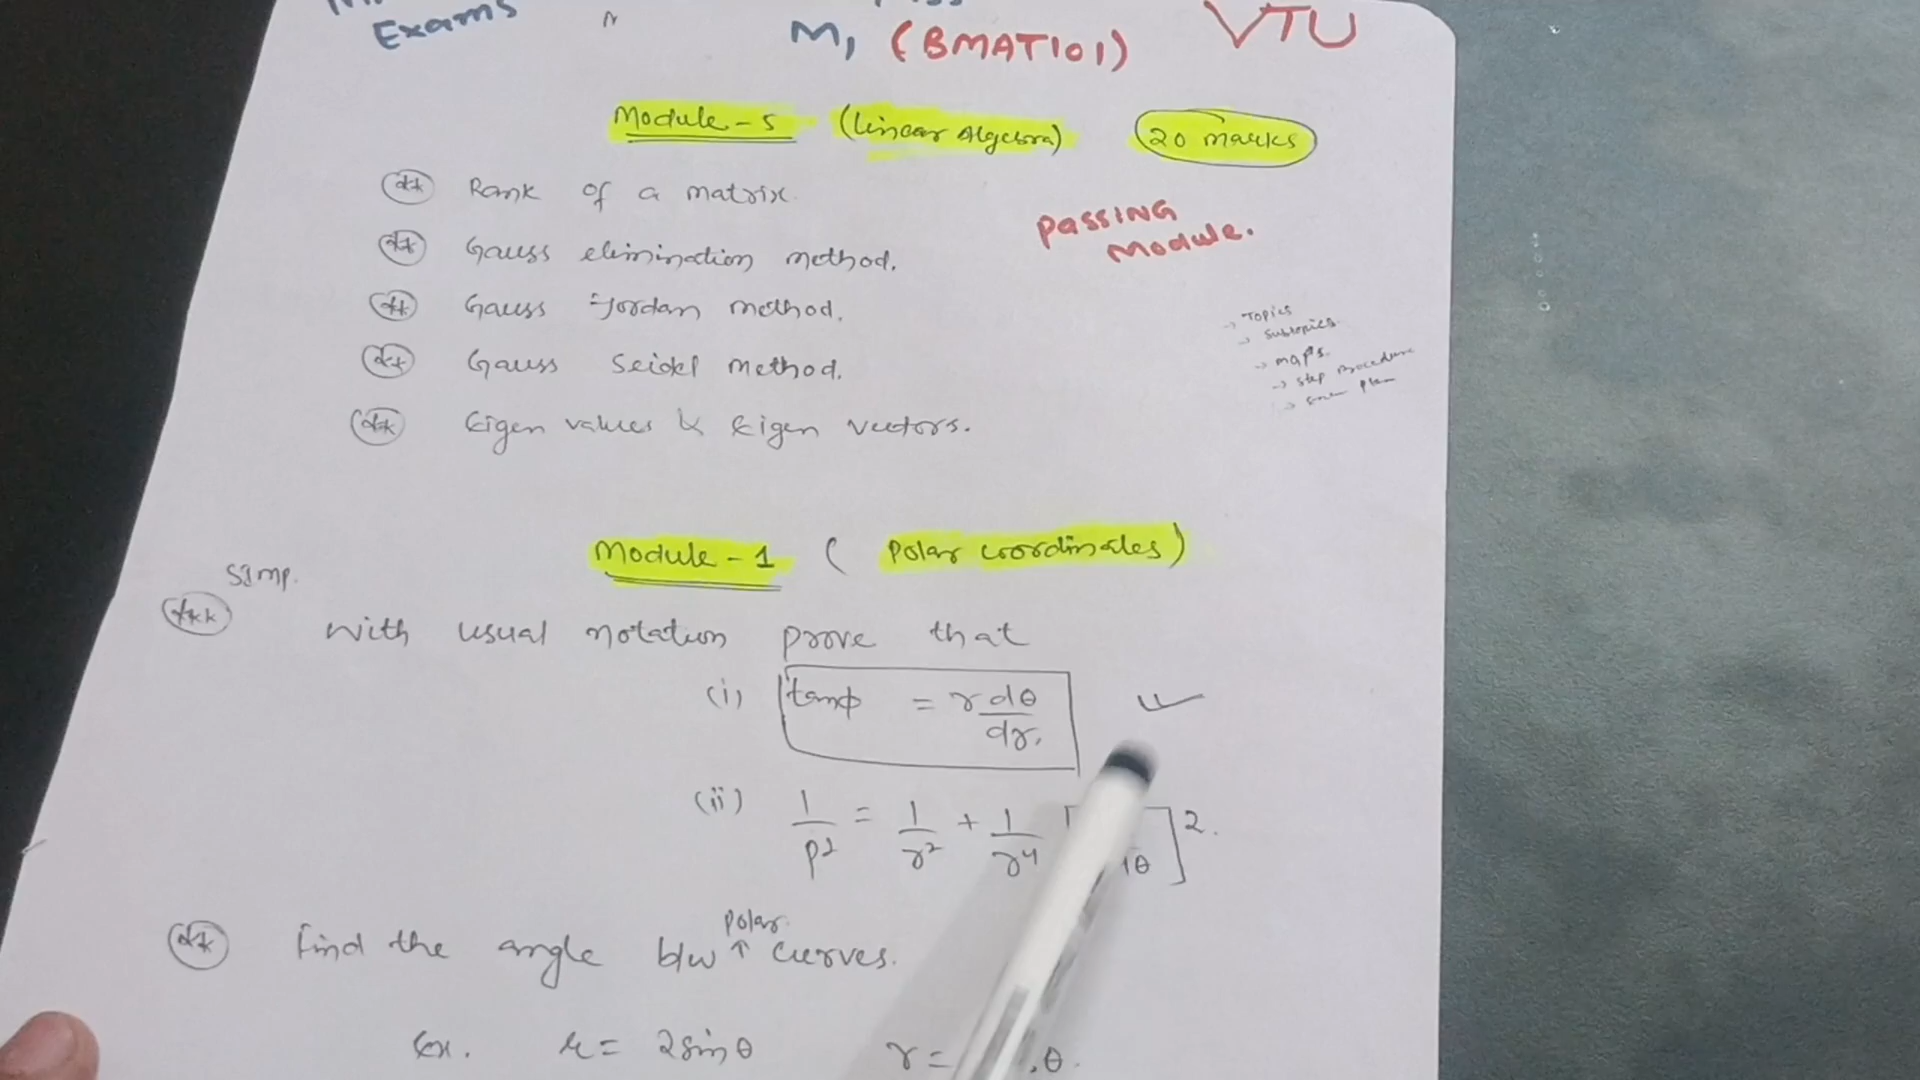 Exams
M1 (BMAT101) VTU
Module-5 (Linear Algebra) 20 marks
** Rank of a matrix.
** Gauss elimination method.
PASSING Module.
** Gauss Jordan method.
** Gauss Seidel method.
** Eigen values & Eigen vectors.
→ Topics
→ Subtopics.
→ map's.
→ step procedure
Module-1 (Polar coordinates)
SImp.
*** With usual notation prove that
(i) tanφ = r dθ/dr.
(ii) 1/p² = 1/r² + 1/r⁴ [ dθ ]².
** Find the angle b/w polar ↑ curves.
Ex. r = 2sinθ r = θ.